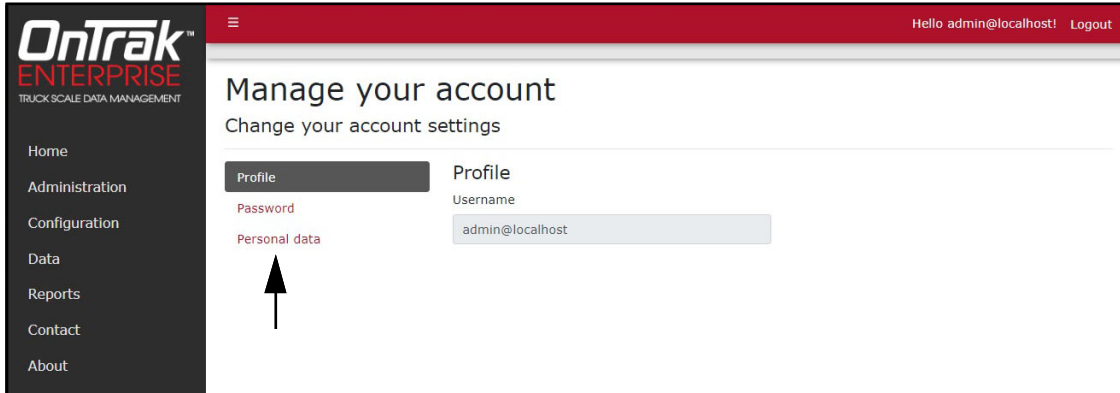 OnTrak™
ENTERPRISE
TRUCK SCALE DATA MANAGEMENT
Home
Administration
Configuration
Data
Reports
Contact
About
☰
Hello admin@localhost! Logout
Manage your account
Change your account settings
Profile
Password
Personal data
Profile
Username
admin@localhost